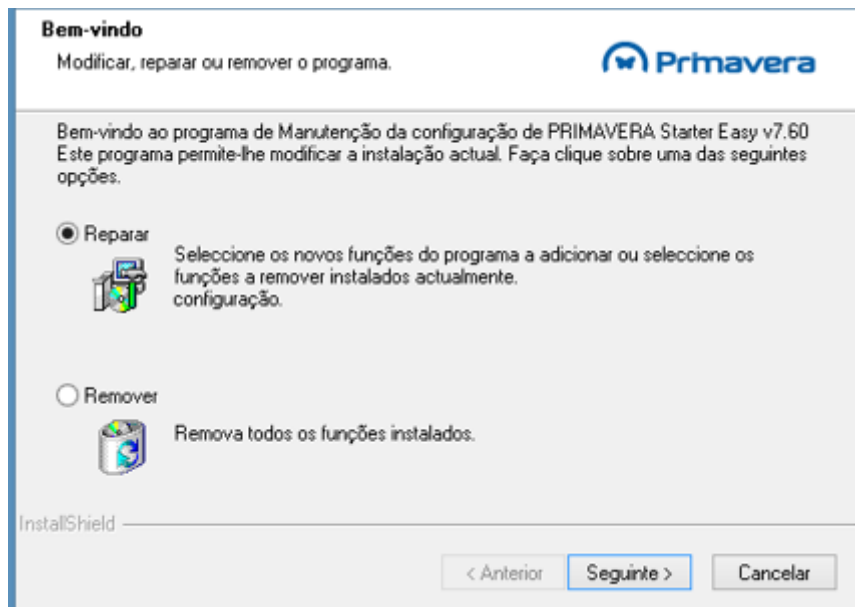 Bem-vindo
Modificar, reparar ou remover o programa.
Primavera
Bem-vindo ao programa de Manutenção da configuração de PRIMAVERA Starter Easy v7.60
Este programa permite-lhe modificar a instalação actual. Faça clique sobre uma das seguintes
opções.
Reparar
Seleccione os novos funções do programa a adicionar ou seleccione os
funções a remover instalados actualmente.
configuração.
Remover
Remova todos os funções instalados.
InstallShield
< Anterior
Seguinte >
Cancelar